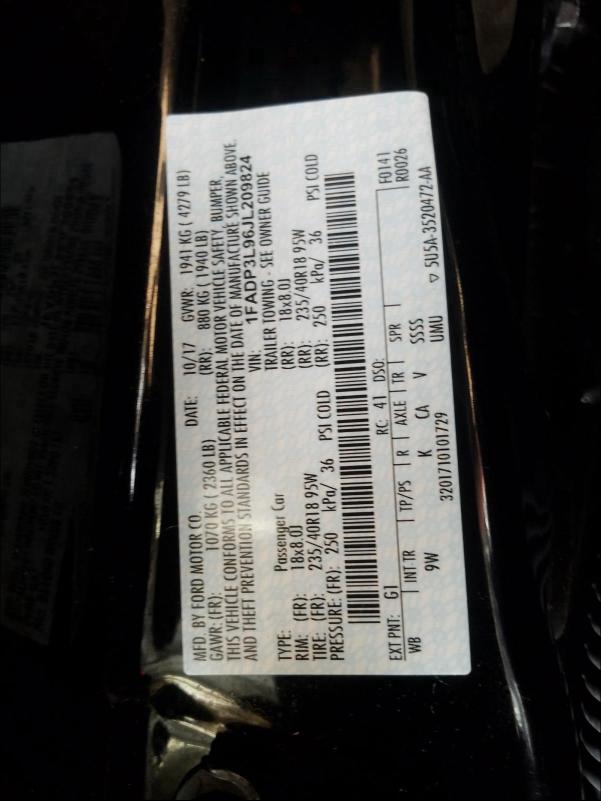 MFD. BY FORD MOTOR CO. DATE: 10/17 GVWR: 1941 KG ( 4279 LB)
GAWR: (FR): 1070 KG ( 2360 LB) (RR): 880 KG ( 1940 LB)
THIS VEHICLE CONFORMS TO ALL APPLICABLE FEDERAL MOTOR VEHICLE SAFETY, BUMPER,
AND THEFT PREVENTION STANDARDS IN EFFECT ON THE DATE OF MANUFACTURE SHOWN ABOVE.
VIN: 1FADP3L96JL209824
TYPE: Passenger Car TRAILER TOWING - SEE OWNER GUIDE
RIM: (FR): 18x8.0J (RR): 18x8.0J
TIRE: (FR): 235/40R18 95W (RR): 235/40R18 95W
PRESSURE: (FR): 250 kPa/ 36 PSI COLD (RR): 250 kPa/ 36 PSI COLD
EXT PNT: G1 RC: 41 DSO: F0141
R0026
WB INT TR TP/PS R AXLE TR SPR
9W K CA V SSSS ▽ 5U5A-3520472-AA
3201710101729 UMU